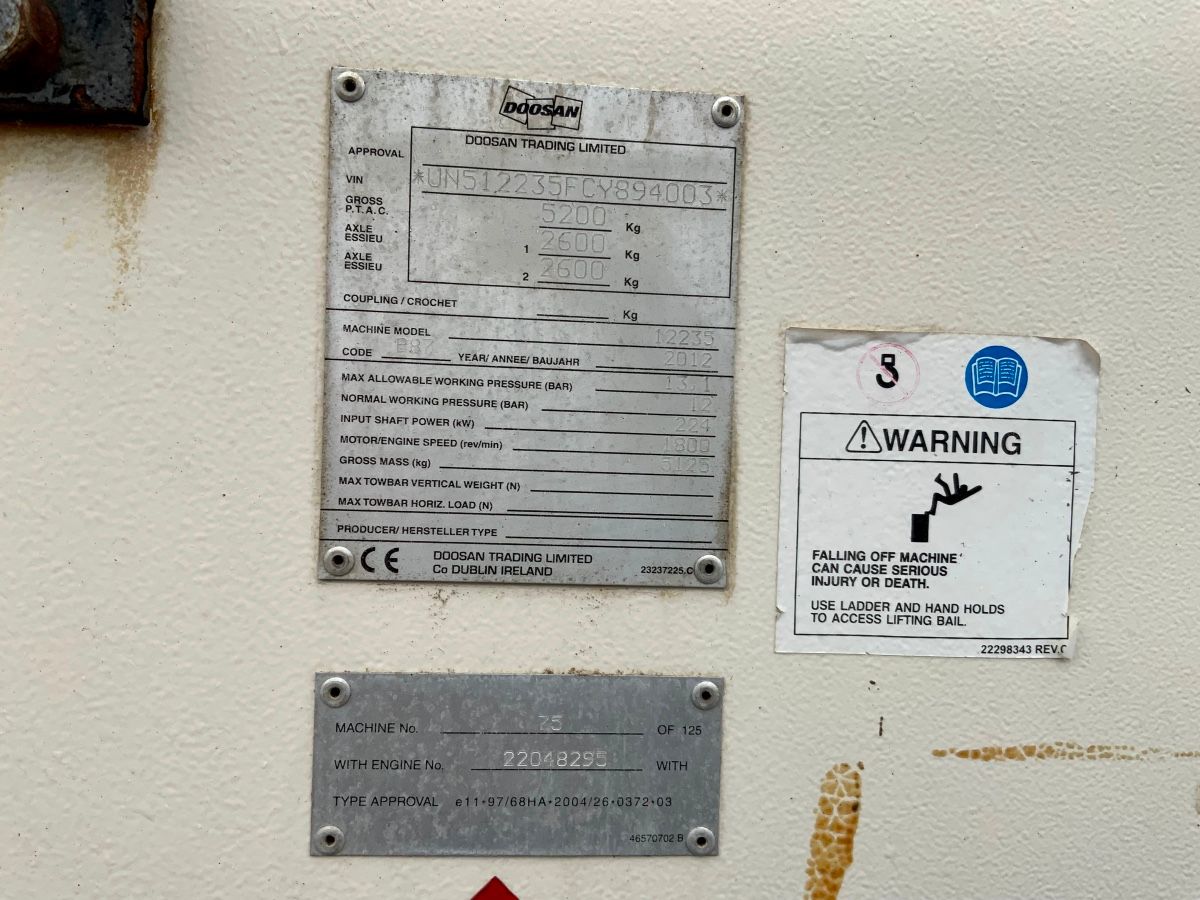 DOOSAN
DOOSAN TRADING LIMITED
APPROVAL
VIN *UN512235FCY894003*
GROSS
P.T.A.C. 5200 Kg
AXLE
ESSIEU 1 2600 Kg
AXLE
ESSIEU 2 2600 Kg
COUPLING / CROCHET Kg
MACHINE MODEL 12235
CODE YEAR/ ANNEE/ BAUJAHR 2012
MAX ALLOWABLE WORKING PRESSURE (BAR) 13,1
NORMAL WORKING PRESSURE (BAR) 12
INPUT SHAFT POWER (kW) 224
MOTOR/ENGINE SPEED (rev/min) 1800
GROSS MASS (kg) 5125
MAX TOWBAR VERTICAL WEIGHT (N)
MAX TOWBAR HORIZ. LOAD (N)
PRODUCER/ HERSTELLER TYPE
CE DOOSAN TRADING LIMITED
Co DUBLIN IRELAND 23237225.C
WARNING
FALLING OFF MACHINE
CAN CAUSE SERIOUS
INJURY OR DEATH.
USE LADDER AND HAND HOLDS
TO ACCESS LIFTING BAIL.
22298343 REV.C
MACHINE No. 75 OF 125
WITH ENGINE No. 22048295 WITH
TYPE APPROVAL e11*97/68HA*2004/26*0372*03
46570702 B